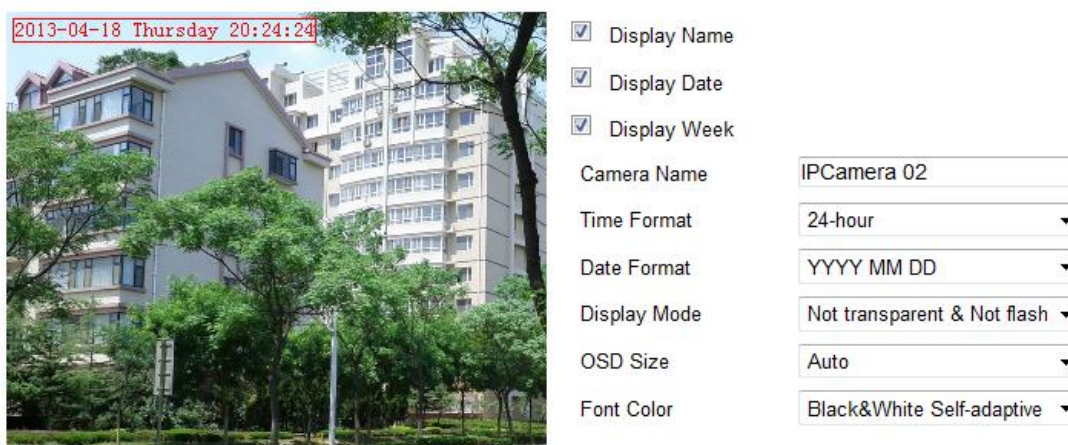 2013-04-18 Thursday 20:24:24
Display Name
Display Date
Display Week
Camera Name IPCamera 02
Time Format 24-hour
Date Format YYYY MM DD
Display Mode Not transparent & Not flash
OSD Size Auto
Font Color Black&White Self-adaptive